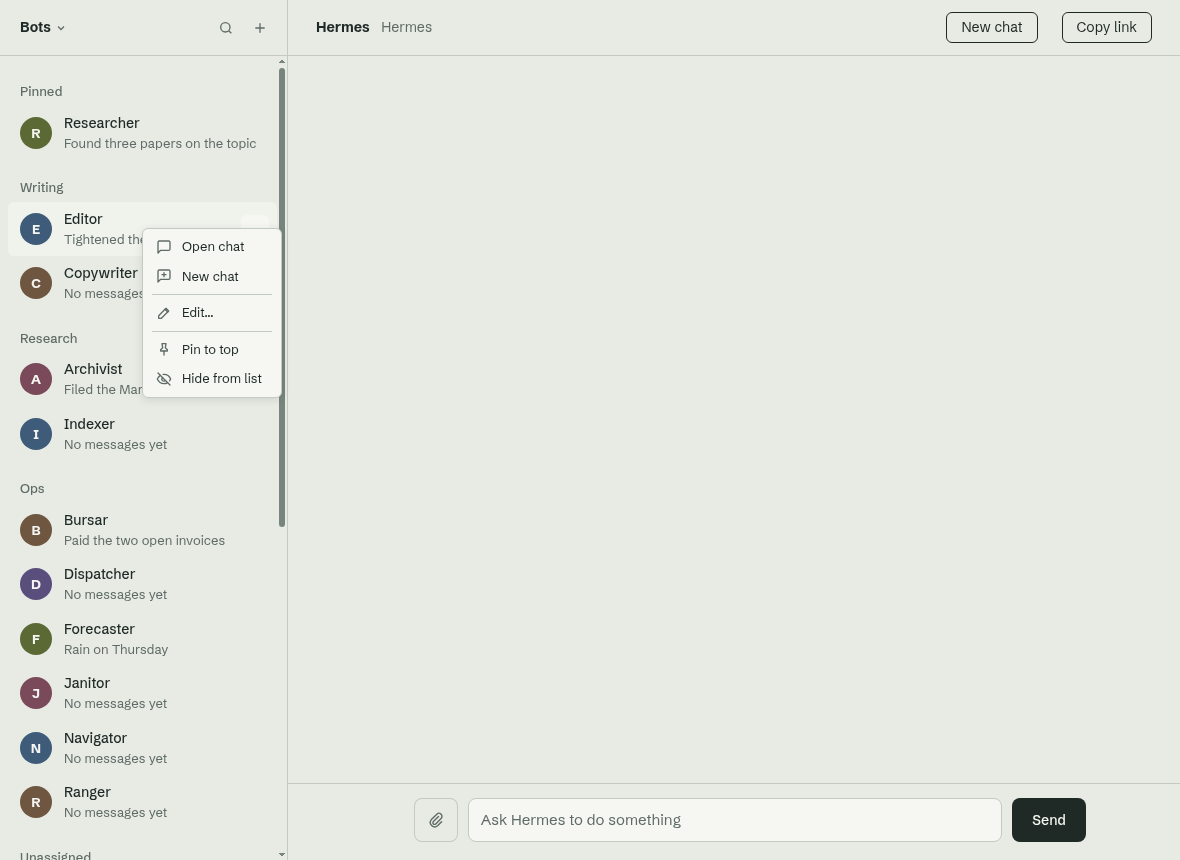 Bots
Hermes Hermes
New chat
Copy link
Pinned
R
Researcher
Found three papers on the topic
Writing
E
Editor
Tightened the
C
Copywriter
No messages
Open chat
New chat
Edit...
Pin to top
Hide from list
Research
A
Archivist
Filed the Mar
I
Indexer
No messages yet
Ops
B
Bursar
Paid the two open invoices
D
Dispatcher
No messages yet
F
Forecaster
Rain on Thursday
J
Janitor
No messages yet
N
Navigator
No messages yet
R
Ranger
No messages yet
Unassigned
Ask Hermes to do something
Send